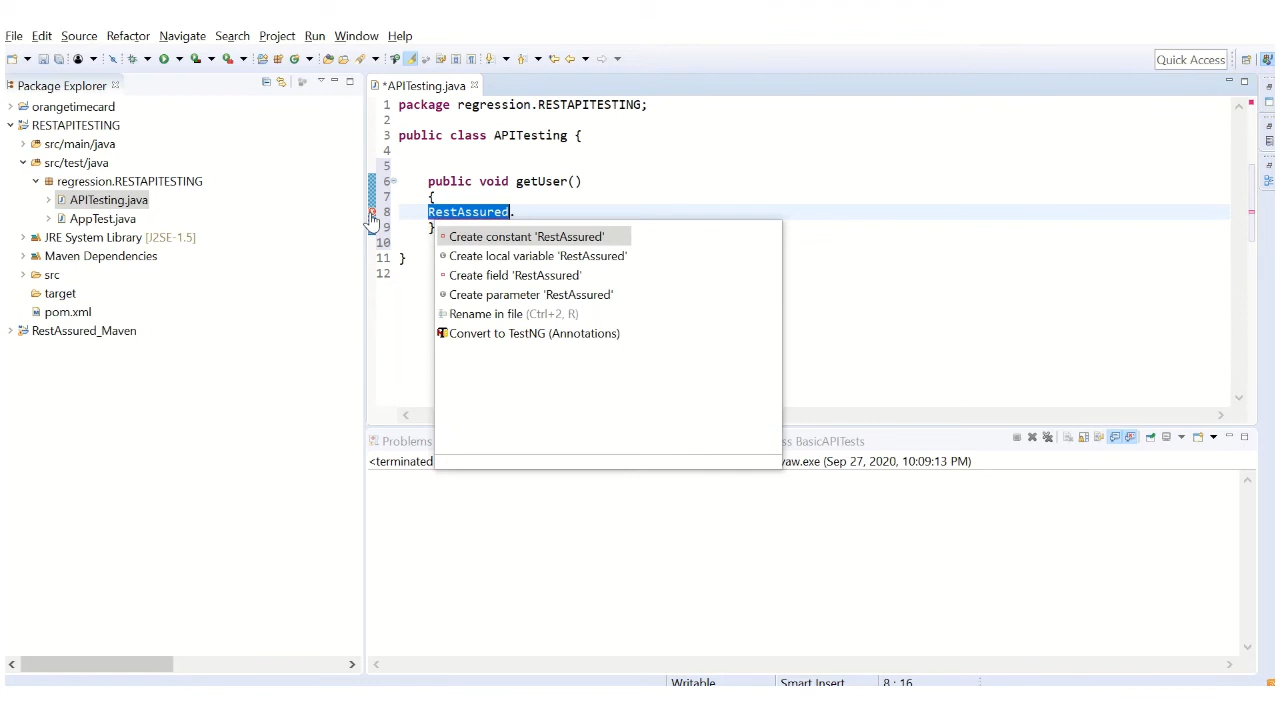 File Edit Source Refactor Navigate Search Project Run Window Help
Quick Access
Package Explorer
orangetimecard
RESTAPITESTING
src/main/java
src/test/java
regression.RESTAPITESTING
APITesting.java
AppTest.java
JRE System Library [J2SE-1.5]
Maven Dependencies
src
target
pom.xml
RestAssured_Maven
*APITesting.java
1 package regression.RESTAPITESTING;
2
3 public class APITesting {
4
5
6 public void getUser()
7 {
8 RestAssured.
9 }
10
11 }
12
Create constant 'RestAssured'
Create local variable 'RestAssured'
Create field 'RestAssured'
Create parameter 'RestAssured'
Rename in file (Ctrl+2, R)
Convert to TestNG (Annotations)
Problems ss BasicAPITests
<terminated yaw.exe (Sep 27, 2020, 10:09:13 PM)
Writable Smart Insert 8 : 16